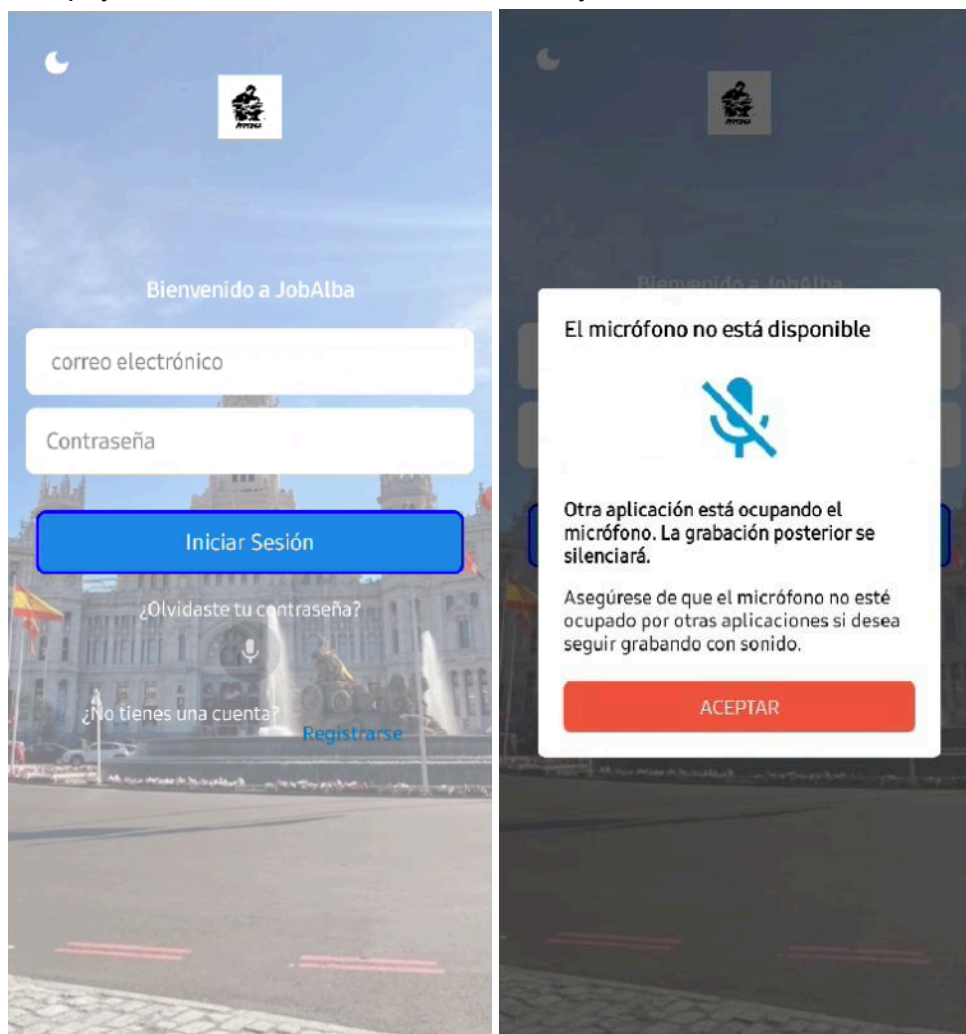 Bienvenido a JobAlba
correo electrónico
Contraseña
Iniciar Sesión
¿Olvidaste tu contraseña?
¿No tienes una cuenta?
Registrarse
Bienvenido a JobAlba
El micrófono no está disponible
Otra aplicación está ocupando el
micrófono. La grabación posterior se
silenciará.
Asegúrese de que el micrófono no esté
ocupado por otras aplicaciones si desea
seguir grabando con sonido.
ACEPTAR